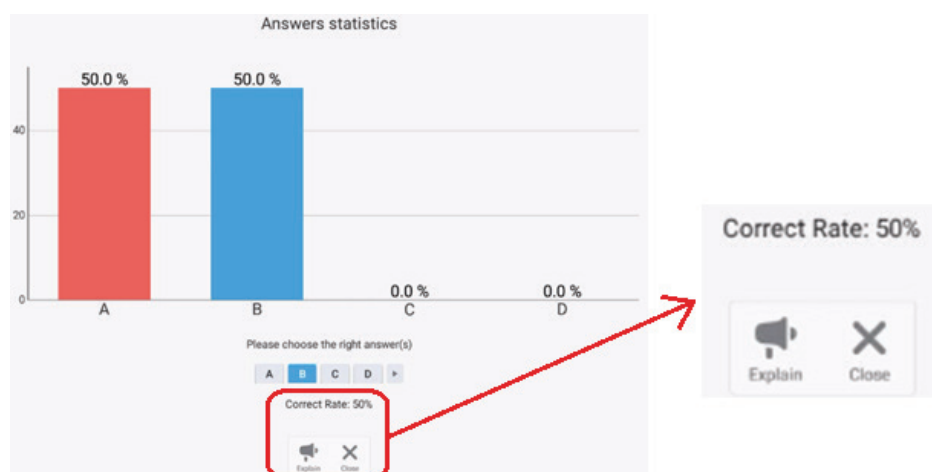 Answers statistics
50.0 % 50.0 %
40
20
0.0 % 0.0 %
0
A B C D
Please choose the right answer(s)
A B C D
Correct Rate: 50%
Explain Close
Correct Rate: 50%
Explain Close